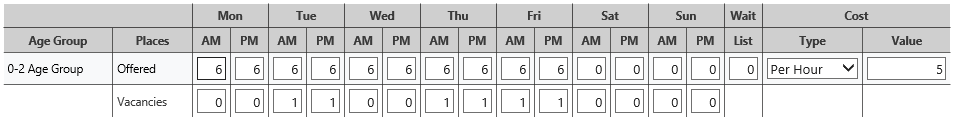 Mon Tue Wed Thu Fri Sat Sun Wait Cost
Age Group Places AM PM AM PM AM PM AM PM AM PM AM PM AM PM List Type Value
0-2 Age Group Offered 6 6 6 6 6 6 6 6 6 6 0 0 0 0 0 Per Hour 5
Vacancies 0 0 1 1 0 0 1 1 1 1 0 0 0 0